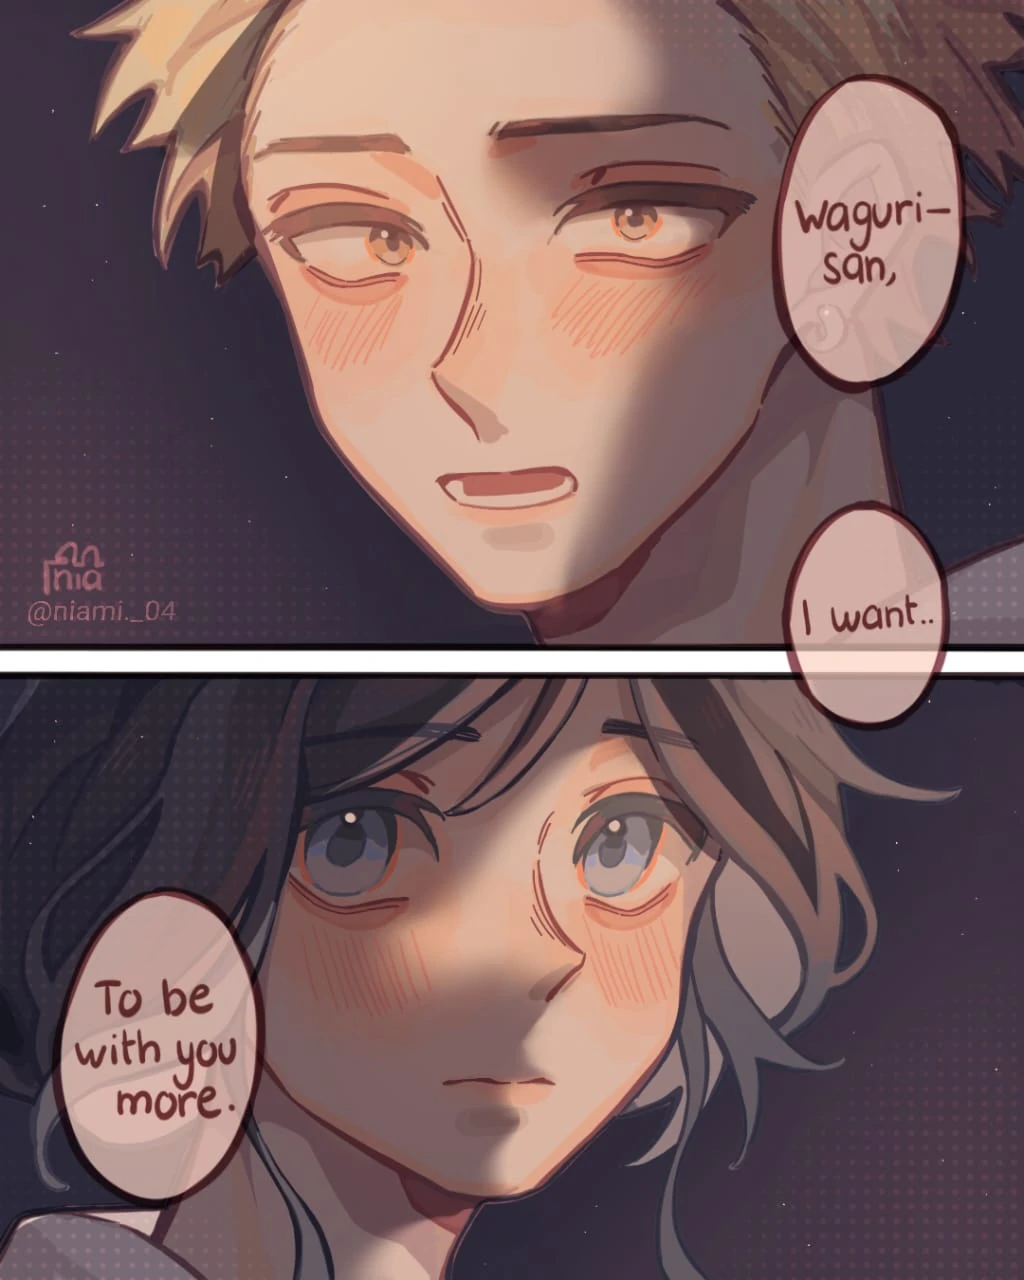 Waguri-
san,
I want..
nia
@niami._04
To be
with you
more.